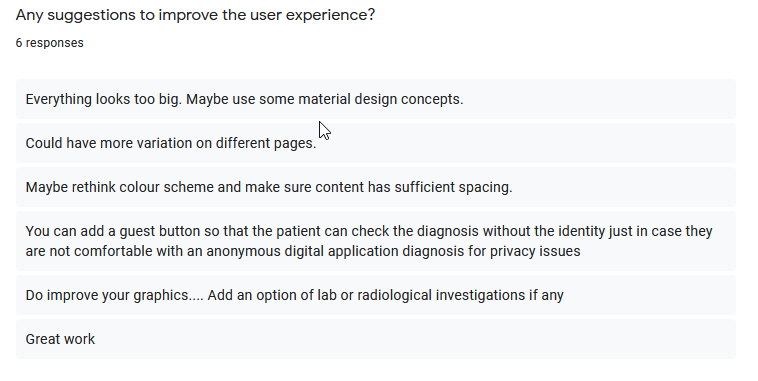 Any suggestions to improve the user experience?
6 responses
Everything looks too big. Maybe use some material design concepts.
Could have more variation on different pages.
Maybe rethink colour scheme and make sure content has sufficient spacing.
You can add a guest button so that the patient can check the diagnosis without the identity just in case they
are not comfortable with an anonymous digital application diagnosis for privacy issues
Do improve your graphics.... Add an option of lab or radiological investigations if any
Great work